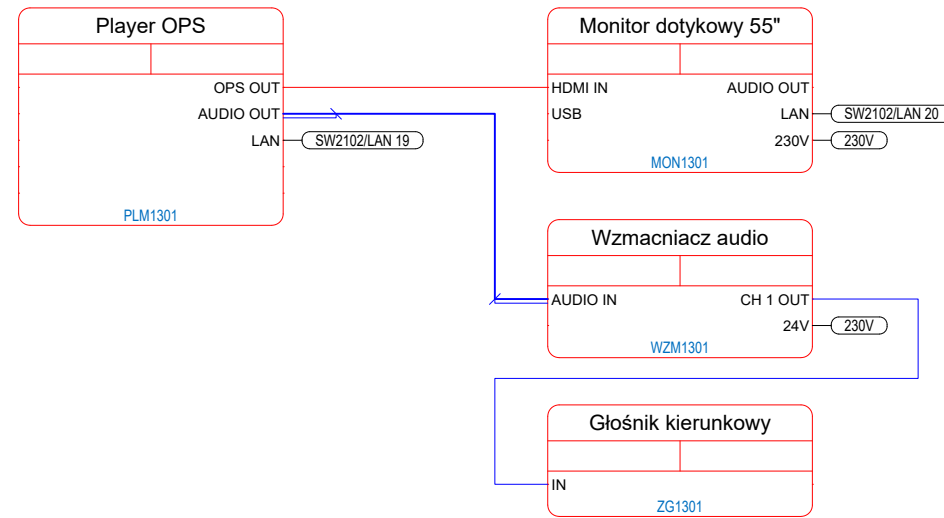 Player OPS
OPS OUT
AUDIO OUT
LAN
SW2102/LAN 19
PLM1301
Monitor dotykowy 55"
HDMI IN AUDIO OUT
USB LAN
SW2102/LAN 20
230V
230V
MON1301
Wzmacniacz audio
AUDIO IN CH 1 OUT
24V
230V
WZM1301
Głośnik kierunkowy
IN
ZG1301